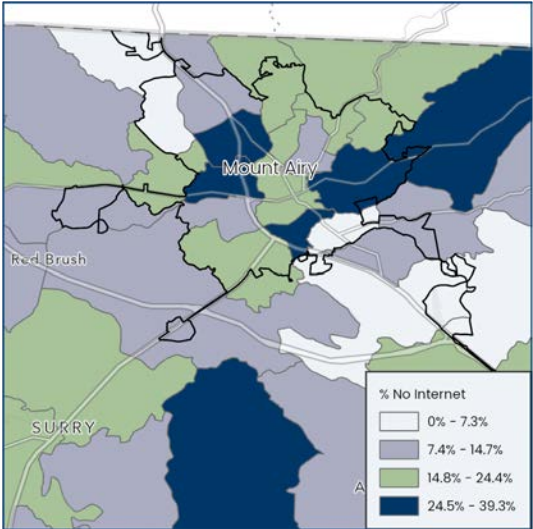 Mount Airy
Red Brush
SURRY
A
% No Internet
0% - 7.3%
7.4% - 14.7%
14.8% - 24.4%
24.5% - 39.3%